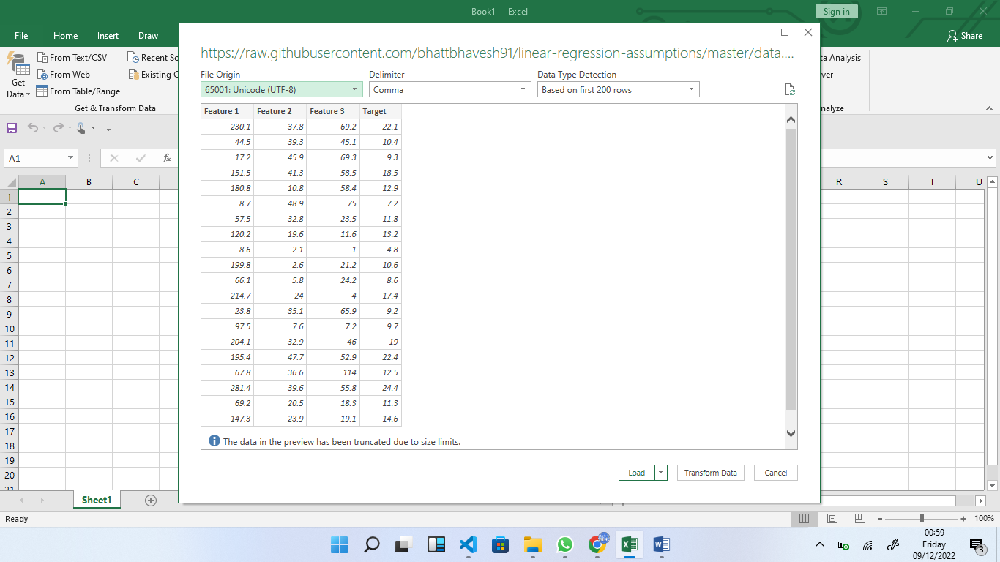 Book1 - Excel
Sign in
File Home Insert Draw
Share
Get Data
From Text/CSV
From Web
From Table/Range
Recent So
Existing C
Get & Transform Data
ta Analysis
ver
nalyze
https://raw.githubusercontent.com/bhattbhavesh91/linear-regression-assumptions/master/data....
File Origin Delimiter Data Type Detection
65001: Unicode (UTF-8) Comma Based on first 200 rows
Feature 1 Feature 2 Feature 3 Target
230.1 37.8 69.2 22.1
44.5 39.3 45.1 10.4
17.2 45.9 69.3 9.3
151.5 41.3 58.5 18.5
180.8 10.8 58.4 12.9
8.7 48.9 75 7.2
57.5 32.8 23.5 11.8
120.2 19.6 11.6 13.2
8.6 2.1 1 4.8
199.8 2.6 21.2 10.6
66.1 5.8 24.2 8.6
214.7 24 4 17.4
23.8 35.1 65.9 9.2
97.5 7.6 7.2 9.7
204.1 32.9 46 19
195.4 47.7 52.9 22.4
67.8 36.6 114 12.5
281.4 39.6 55.8 24.4
69.2 20.5 18.3 11.3
147.3 23.9 19.1 14.6
The data in the preview has been truncated due to size limits.
Load Transform Data Cancel
A1 fx
A B C R S T U
1
2
3
4
5
6
7
8
9
10
11
12
13
14
15
16
17
18
19
20
21
Sheet1
Ready 100%
00:59
Friday
09/12/2022
3